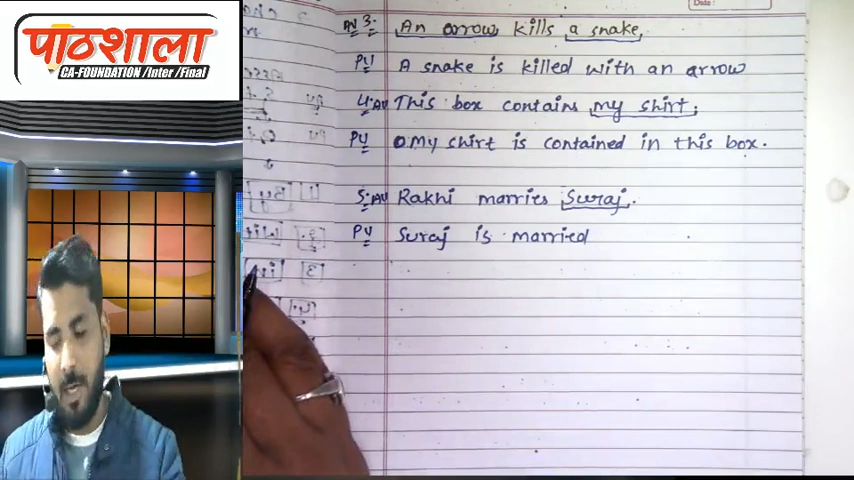 पाठशाला
CA-FOUNDATION /Inter /Final
Date :
AV 3. An arrow kills a snake.
PV A snake is killed with an arrow
4. AV This box contains my shirt.
PV My shirt is contained in this box.
5. AV Rakhi marries Suraj.
PV Suraj is married